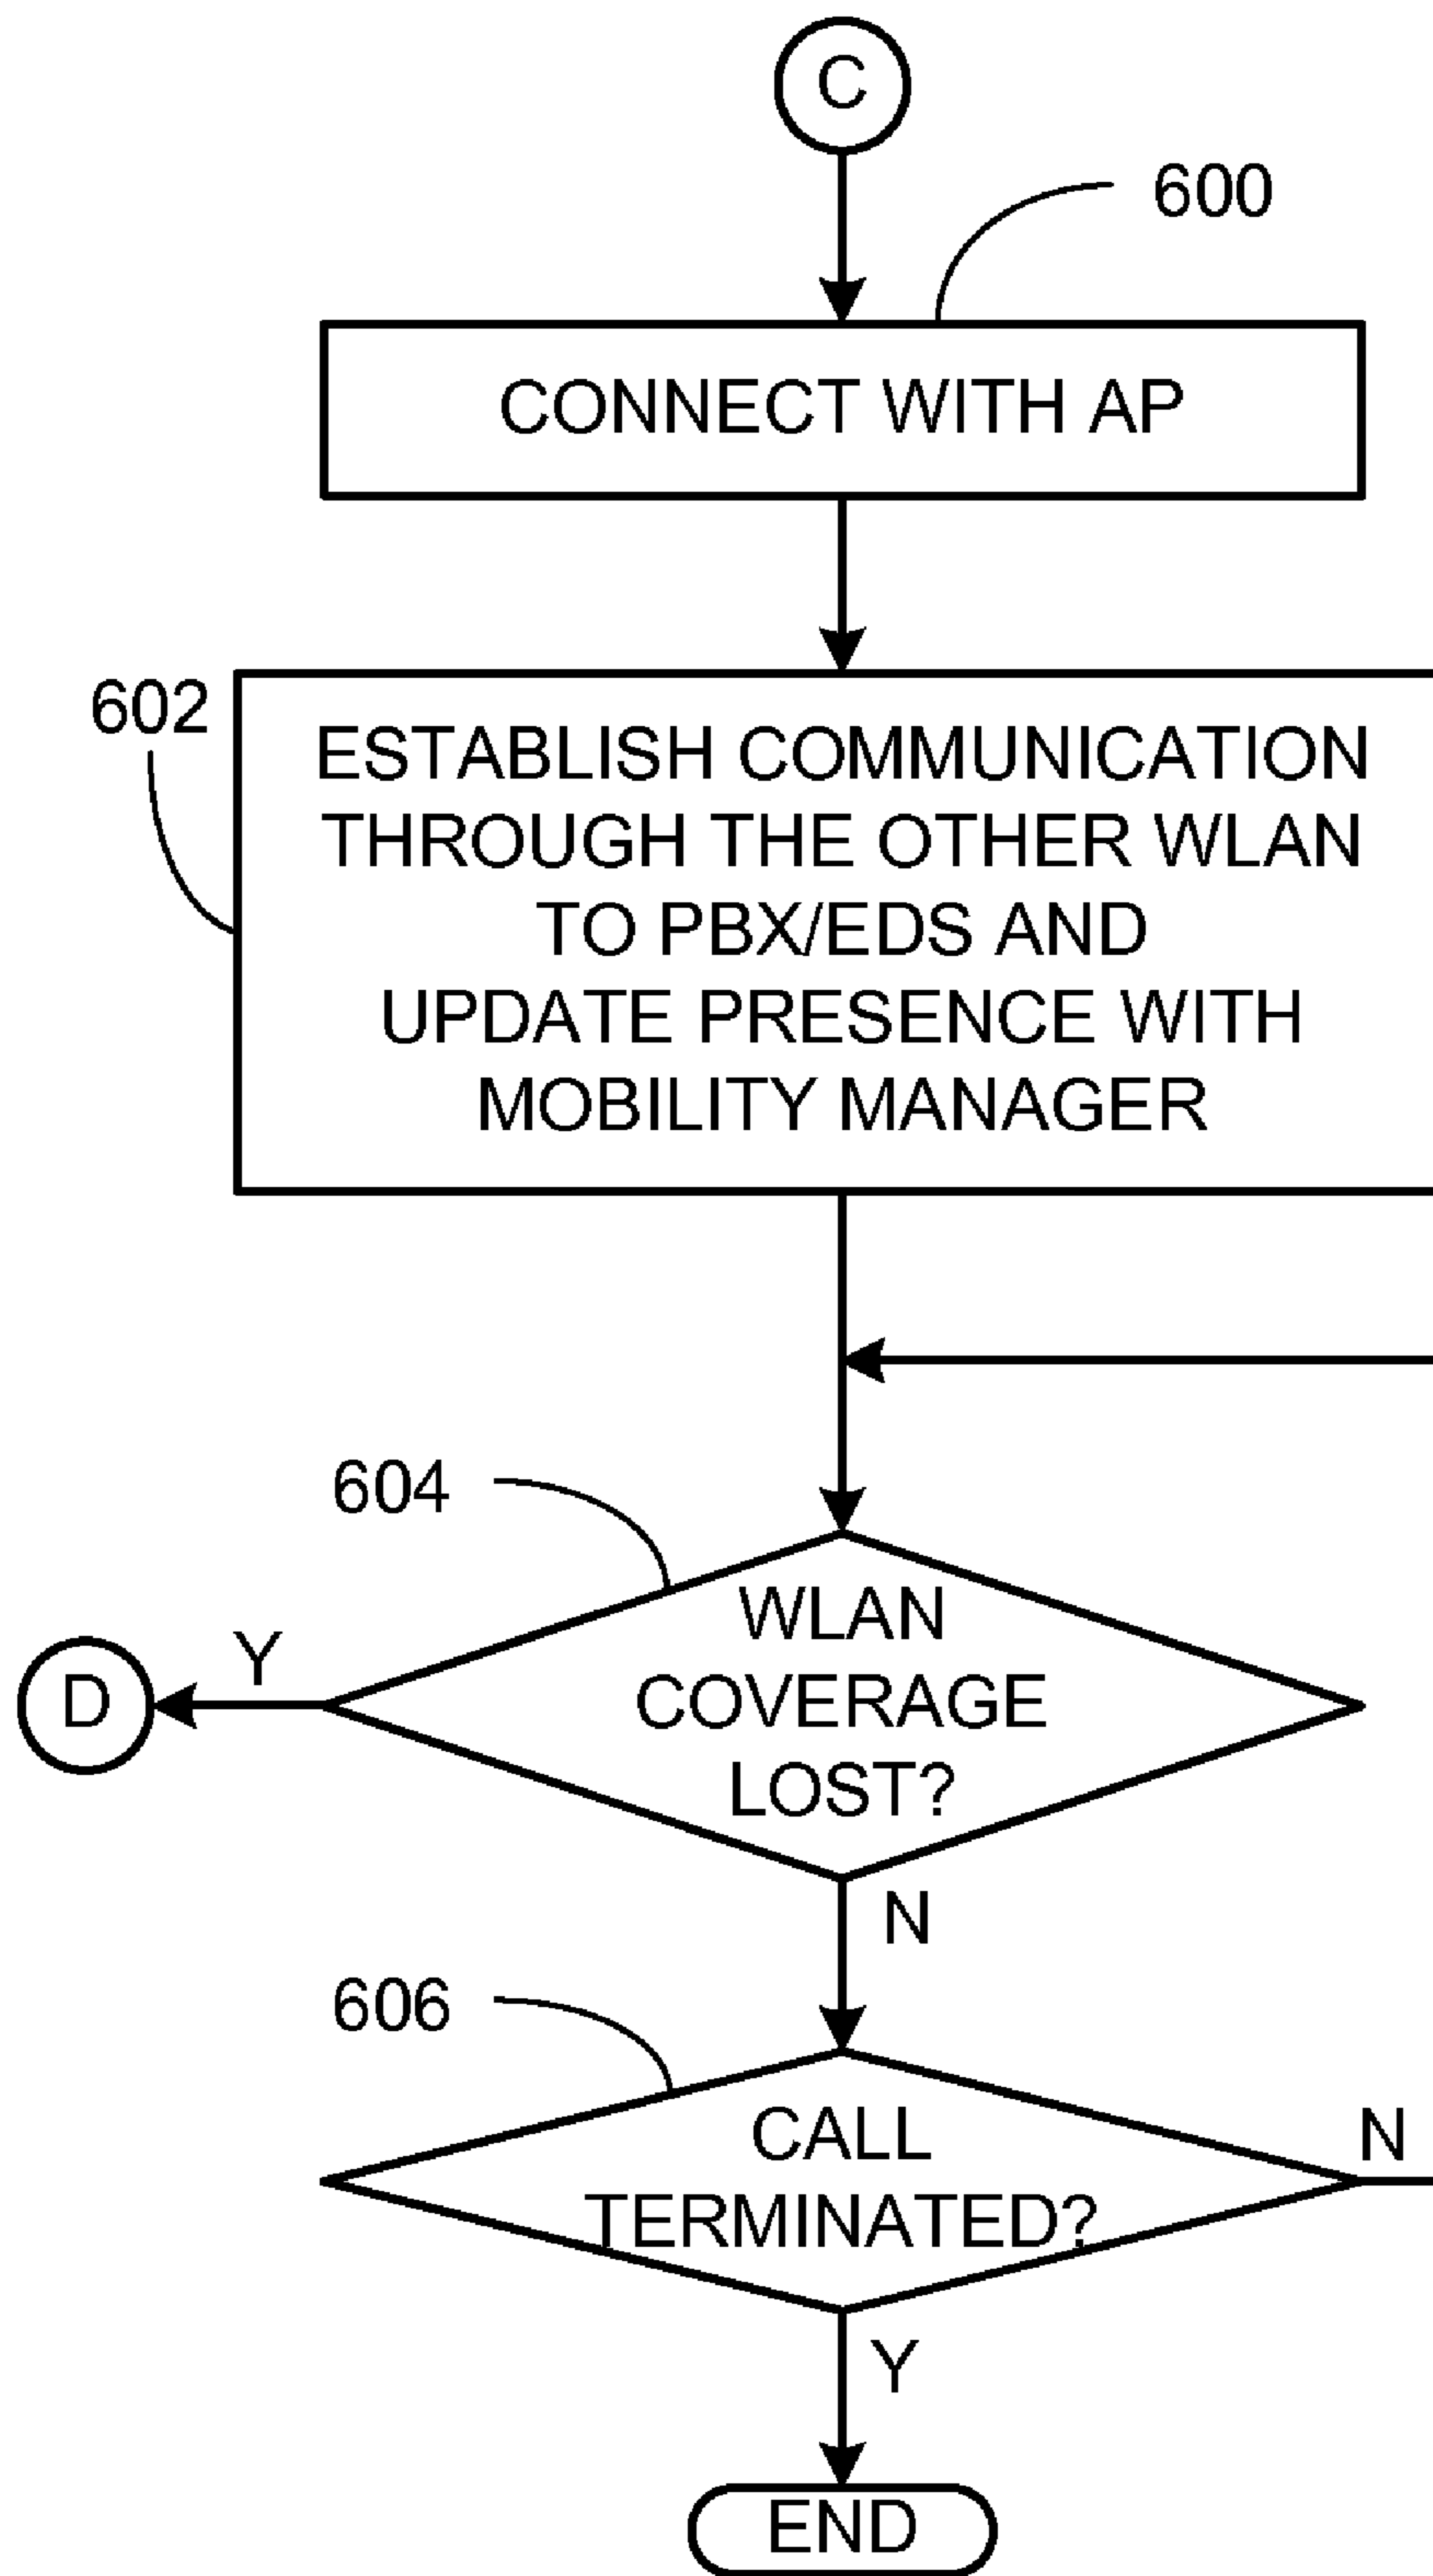 C
600
CONNECT WITH AP
602
ESTABLISH COMMUNICATION
THROUGH THE OTHER WLAN
TO PBX/EDS AND
UPDATE PRESENCE WITH
MOBILITY MANAGER
604
WLAN
COVERAGE
LOST?
Y
D
N
606
CALL
TERMINATED?
N
Y
END